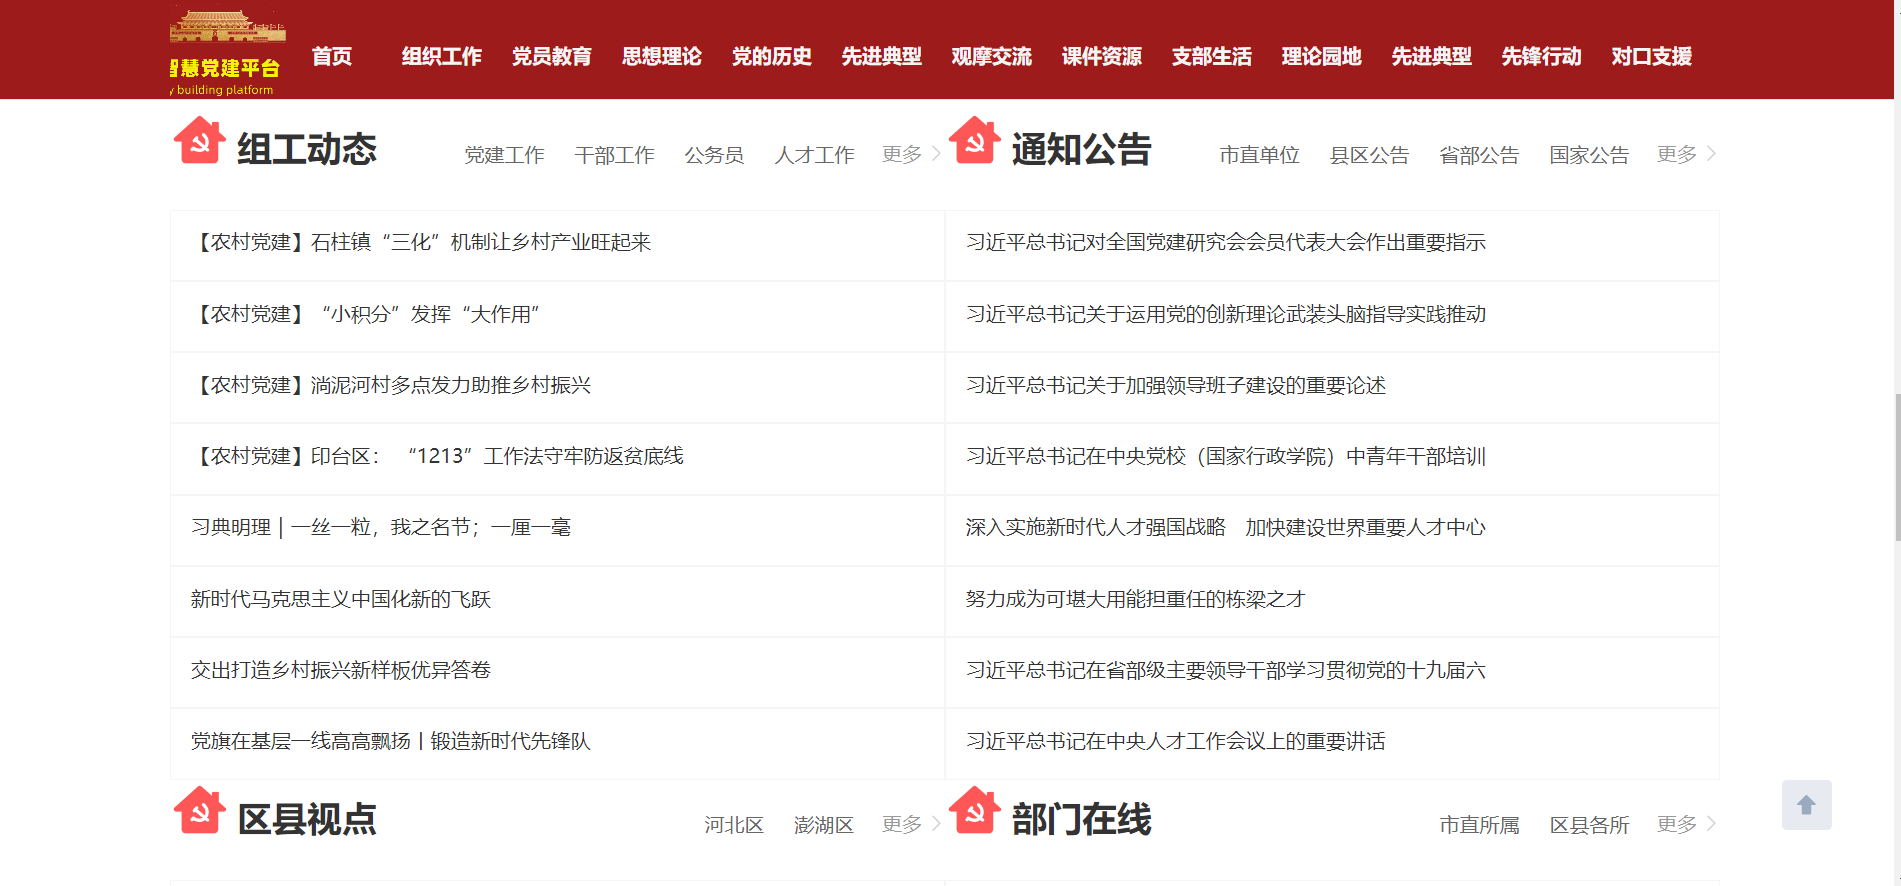 智慧党建平台
y building platform
首页 组织工作 党员教育 思想理论 党的历史 先进典型 观摩交流 课件资源 支部生活 理论园地 先进典型 先锋行动 对口支援
组工动态 党建工作 干部工作 公务员 人才工作 更多
【农村党建】石柱镇“三化”机制让乡村产业旺起来
【农村党建】“小积分”发挥“大作用”
【农村党建】淌泥河村多点发力助推乡村振兴
【农村党建】印台区： “1213”工作法守牢防返贫底线
习典明理 | 一丝一粒，我之名节；一厘一毫
新时代马克思主义中国化新的飞跃
交出打造乡村振兴新样板优异答卷
党旗在基层一线高高飘扬丨锻造新时代先锋队
通知公告 市直单位 县区公告 省部公告 国家公告 更多
习近平总书记对全国党建研究会会员代表大会作出重要指示
习近平总书记关于运用党的创新理论武装头脑指导实践推动
习近平总书记关于加强领导班子建设的重要论述
习近平总书记在中央党校（国家行政学院）中青年干部培训
深入实施新时代人才强国战略　加快建设世界重要人才中心
努力成为可堪大用能担重任的栋梁之才
习近平总书记在省部级主要领导干部学习贯彻党的十九届六
习近平总书记在中央人才工作会议上的重要讲话
区县视点 河北区 澎湖区 更多
部门在线 市直所属 区县各所 更多